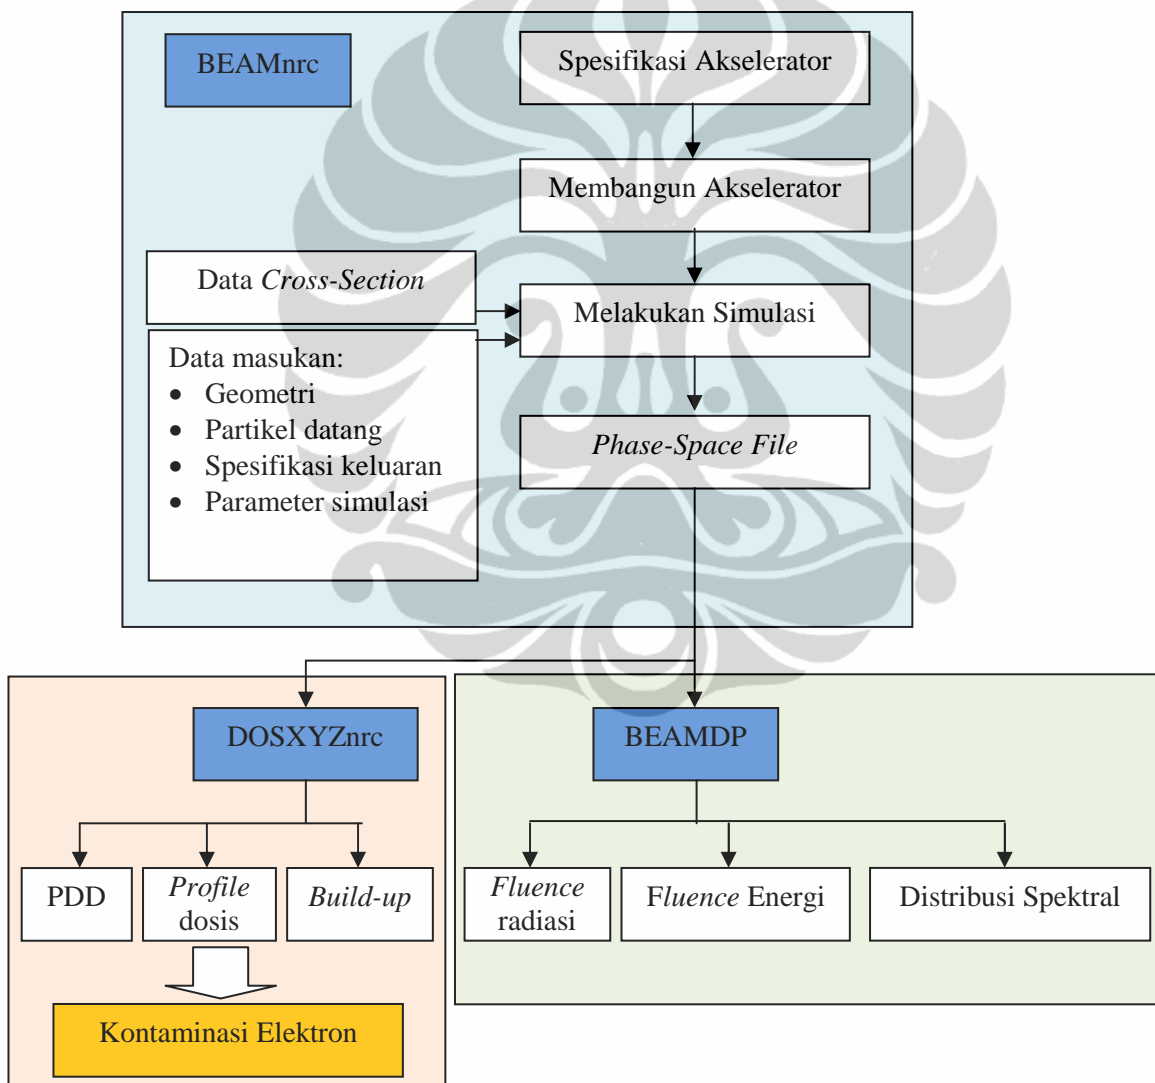 BEAMnrc
Spesifikasi Akselerator
Membangun Akselerator
Data Cross-Section
Melakukan Simulasi
Data masukan:
• Geometri
• Partikel datang
• Spesifikasi keluaran
• Parameter simulasi
Phase-Space File
DOSXYZnrc
BEAMDP
PDD
Profile
dosis
Build-up
Fluence
radiasi
Fluence Energi
Distribusi Spektral
Kontaminasi Elektron